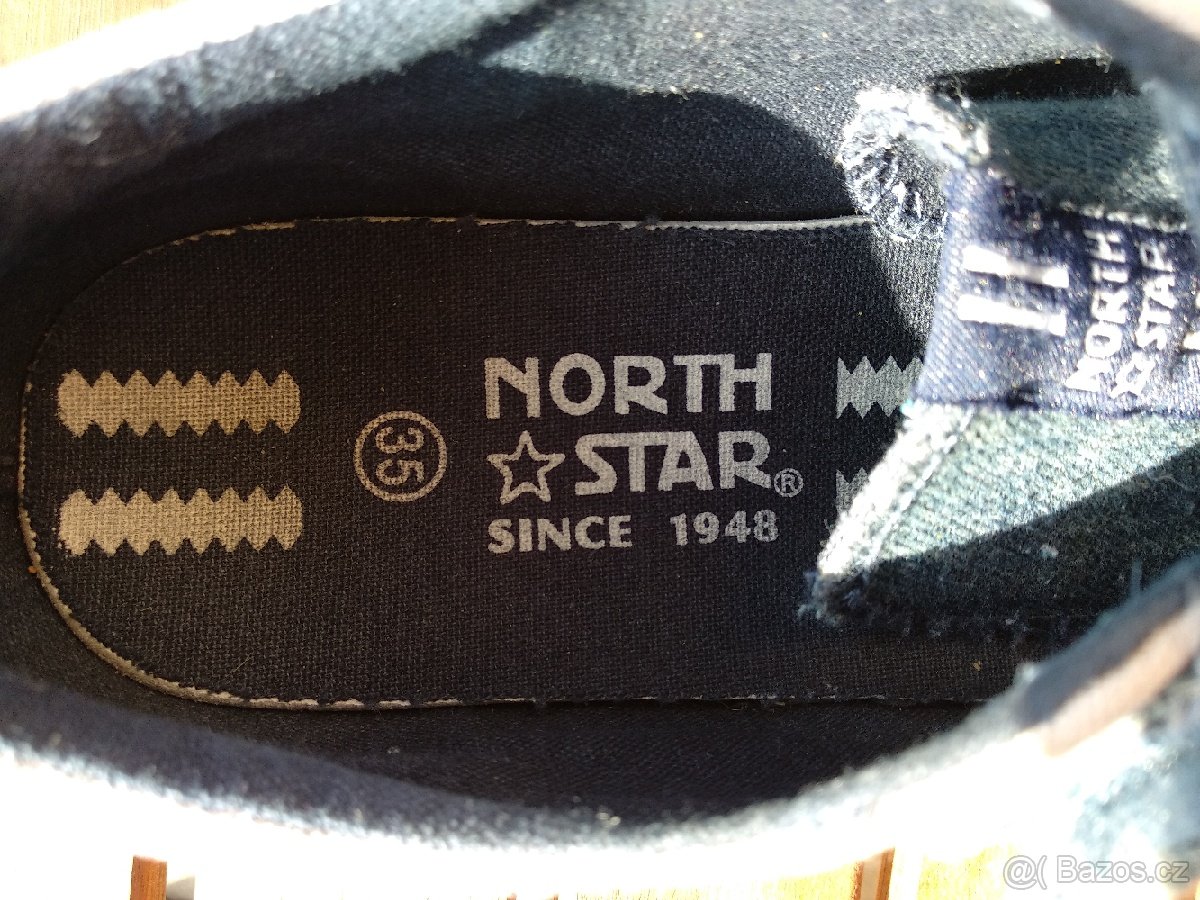 NORTH
STAR®
SINCE 1948
35
NORTH
STAR
@( Bazos.cz